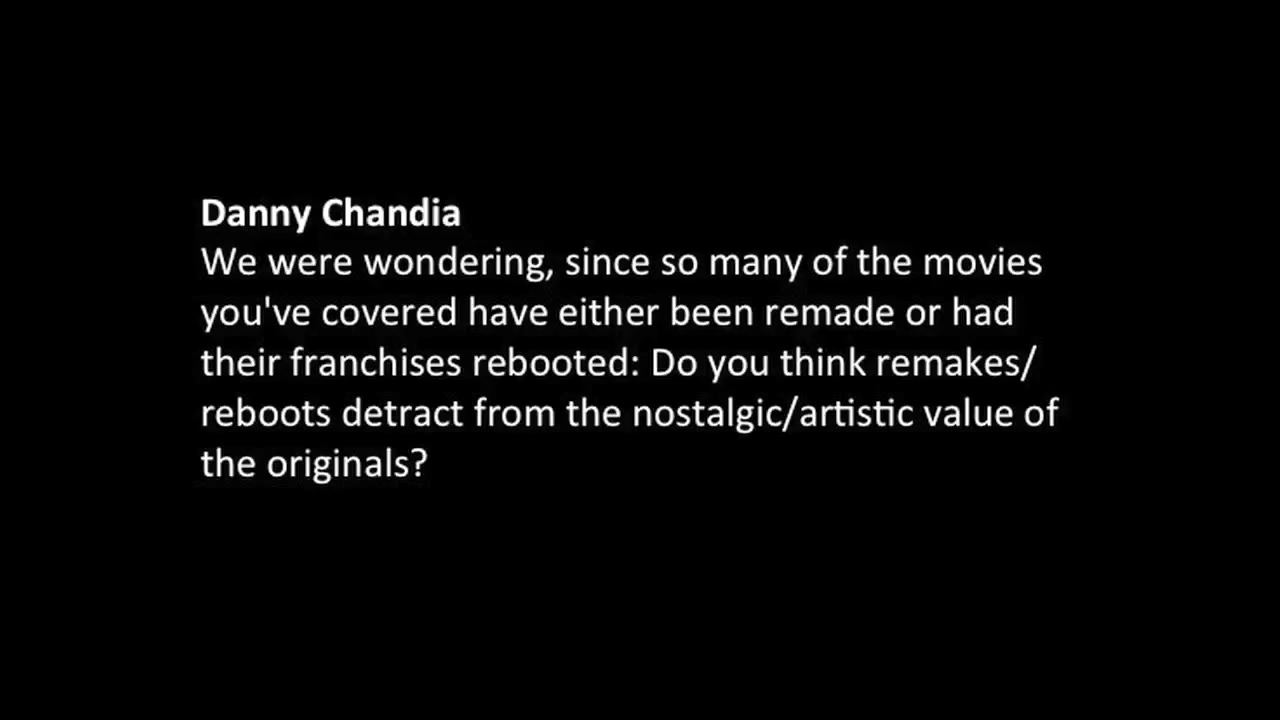 Danny Chandia
We were wondering, since so many of the movies
you've covered have either been remade or had
their franchises rebooted: Do you think remakes/
reboots detract from the nostalgic/artistic value of
the originals?